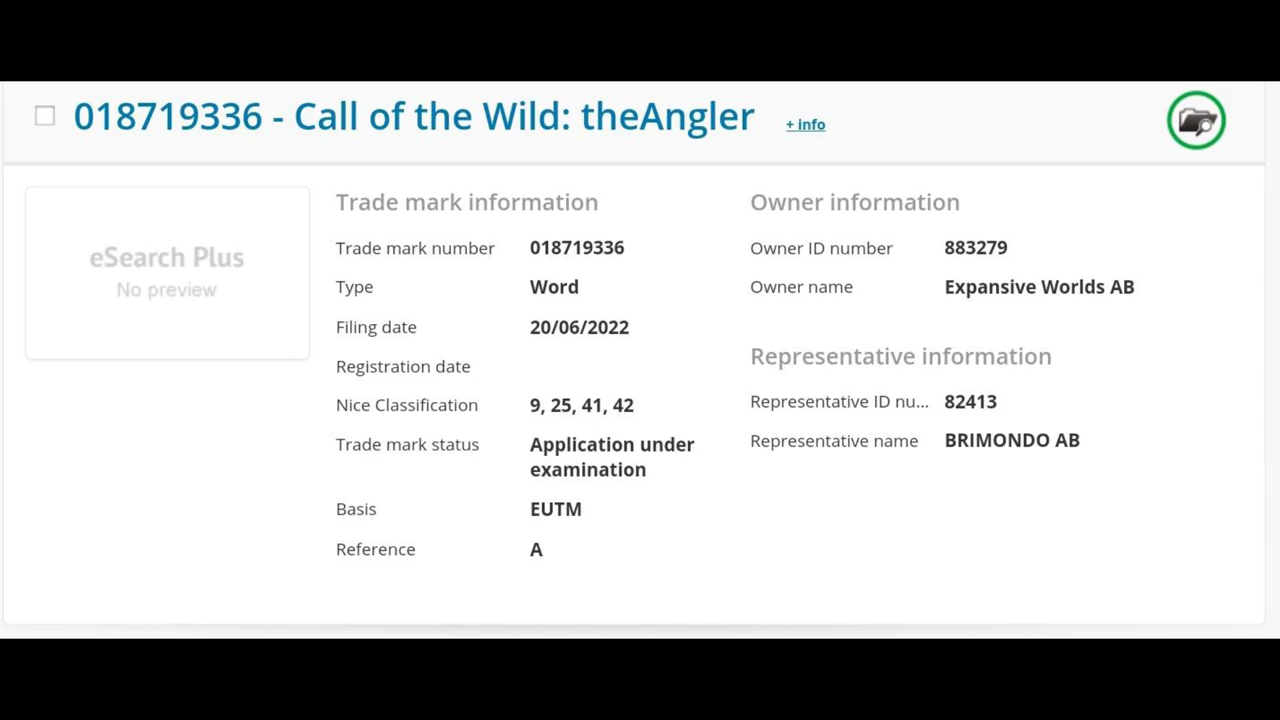 018719336 - Call of the Wild: theAngler + info
eSearch Plus
No preview
Trade mark information
Trade mark number 018719336
Type Word
Filing date 20/06/2022
Registration date
Nice Classification 9, 25, 41, 42
Trade mark status Application under
examination
Basis EUTM
Reference A
Owner information
Owner ID number 883279
Owner name Expansive Worlds AB
Representative information
Representative ID nu... 82413
Representative name BRIMONDO AB